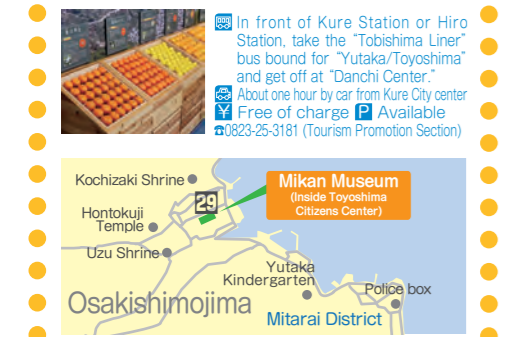 In front of Kure Station or Hiro
Station, take the “Tobishima Liner”
bus bound for “Yutaka/Toyoshima”
and get off at “Danchi Center.”
About one hour by car from Kure City center
¥ Free of charge P Available
☎0823-25-3181 (Tourism Promotion Section)
Kochizaki Shrine
29
Mikan Museum
(Inside Toyoshima
Citizens Center)
Hontokuji
Temple
Uzu Shrine
Yutaka
Kindergarten
Police box
Osakishimojima
Mitarai District